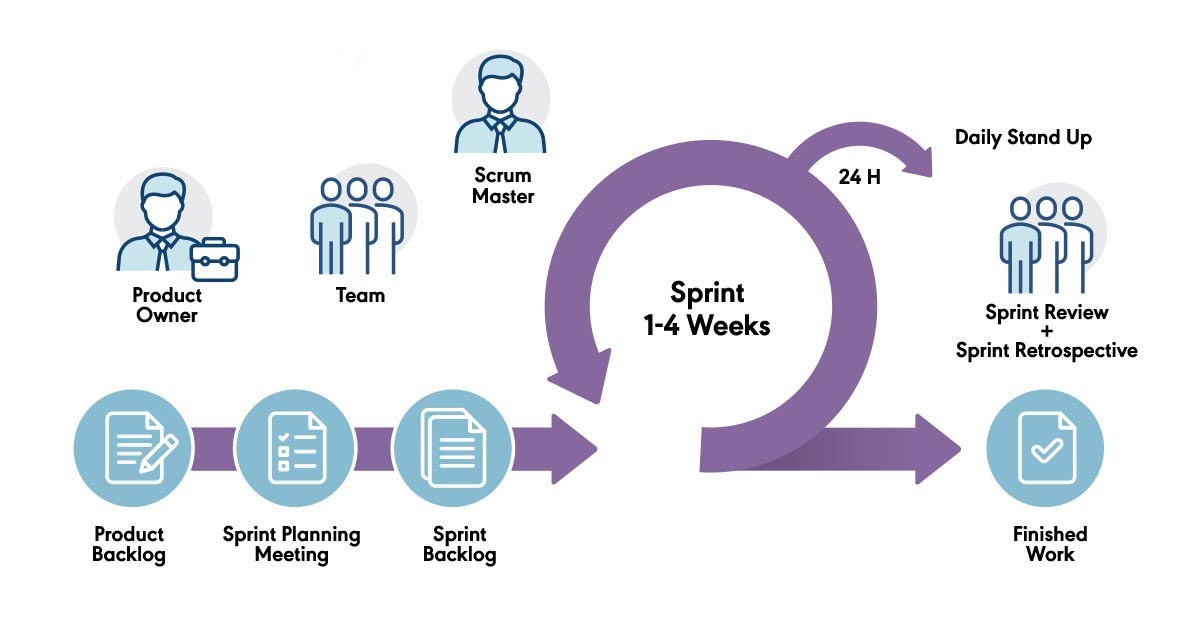 Scrum
Master
Daily Stand Up
24 H
Product
Owner
Team
Sprint
1-4 Weeks
Sprint Review
+
Sprint Retrospective
Product
Backlog
Sprint Planning
Meeting
Sprint
Backlog
Finished
Work